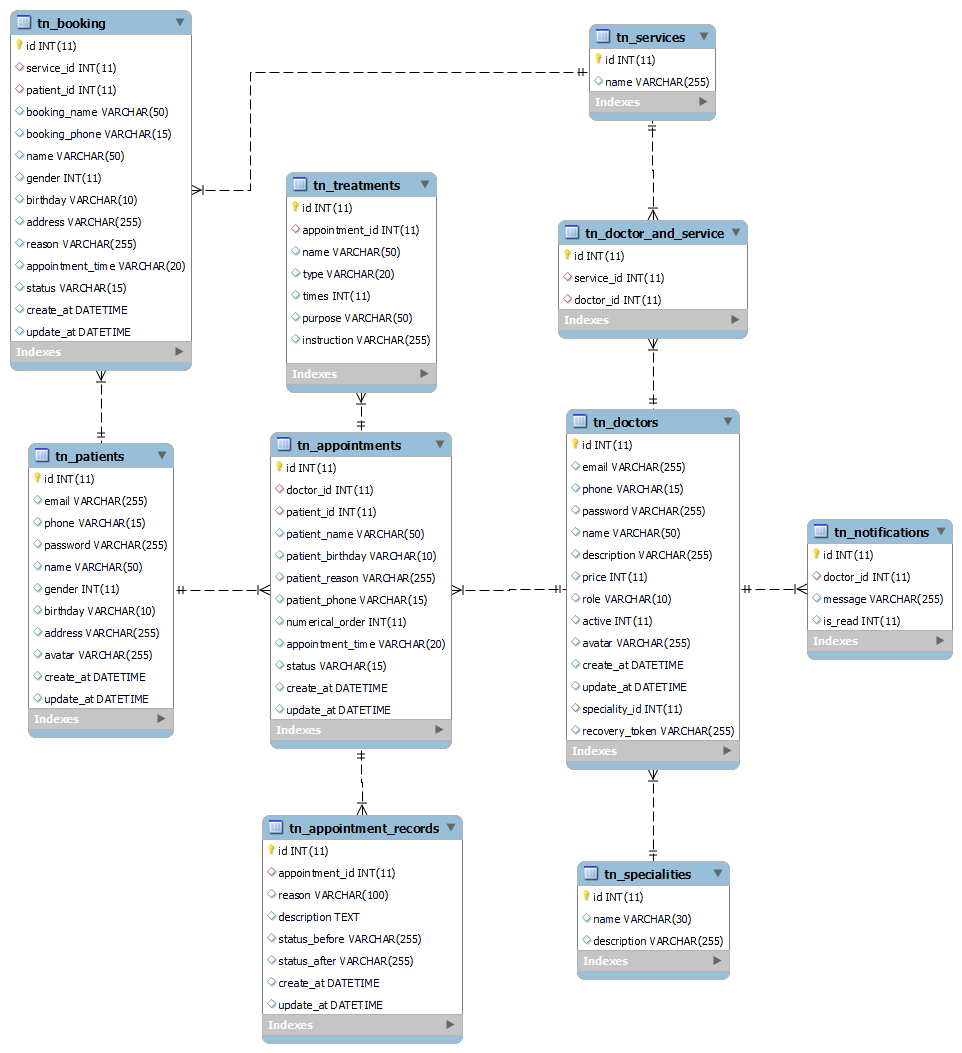 tn_booking
id INT(11)
service_id INT(11)
patient_id INT(11)
booking_name VARCHAR(50)
booking_phone VARCHAR(15)
name VARCHAR(50)
gender INT(11)
birthday VARCHAR(10)
address VARCHAR(255)
reason VARCHAR(255)
appointment_time VARCHAR(20)
status VARCHAR(15)
create_at DATETIME
update_at DATETIME
Indexes
tn_services
id INT(11)
name VARCHAR(255)
Indexes
tn_treatments
id INT(11)
appointment_id INT(11)
name VARCHAR(50)
type VARCHAR(20)
times INT(11)
purpose VARCHAR(50)
instruction VARCHAR(255)
Indexes
tn_doctor_and_service
id INT(11)
service_id INT(11)
doctor_id INT(11)
Indexes
tn_patients
id INT(11)
email VARCHAR(255)
phone VARCHAR(15)
password VARCHAR(255)
name VARCHAR(50)
gender INT(11)
birthday VARCHAR(10)
address VARCHAR(255)
avatar VARCHAR(255)
create_at DATETIME
update_at DATETIME
Indexes
tn_appointments
id INT(11)
doctor_id INT(11)
patient_id INT(11)
patient_name VARCHAR(50)
patient_birthday VARCHAR(10)
patient_reason VARCHAR(255)
patient_phone VARCHAR(15)
numerical_order INT(11)
appointment_time VARCHAR(20)
status VARCHAR(15)
create_at DATETIME
update_at DATETIME
Indexes
tn_doctors
id INT(11)
email VARCHAR(255)
phone VARCHAR(15)
password VARCHAR(255)
name VARCHAR(50)
description VARCHAR(255)
price INT(11)
role VARCHAR(10)
active INT(11)
avatar VARCHAR(255)
create_at DATETIME
update_at DATETIME
speciality_id INT(11)
recovery_token VARCHAR(255)
Indexes
tn_notifications
id INT(11)
doctor_id INT(11)
message VARCHAR(255)
is_read INT(11)
Indexes
tn_appointment_records
id INT(11)
appointment_id INT(11)
reason VARCHAR(100)
description TEXT
status_before VARCHAR(255)
status_after VARCHAR(255)
create_at DATETIME
update_at DATETIME
Indexes
tn_specialities
id INT(11)
name VARCHAR(30)
description VARCHAR(255)
Indexes